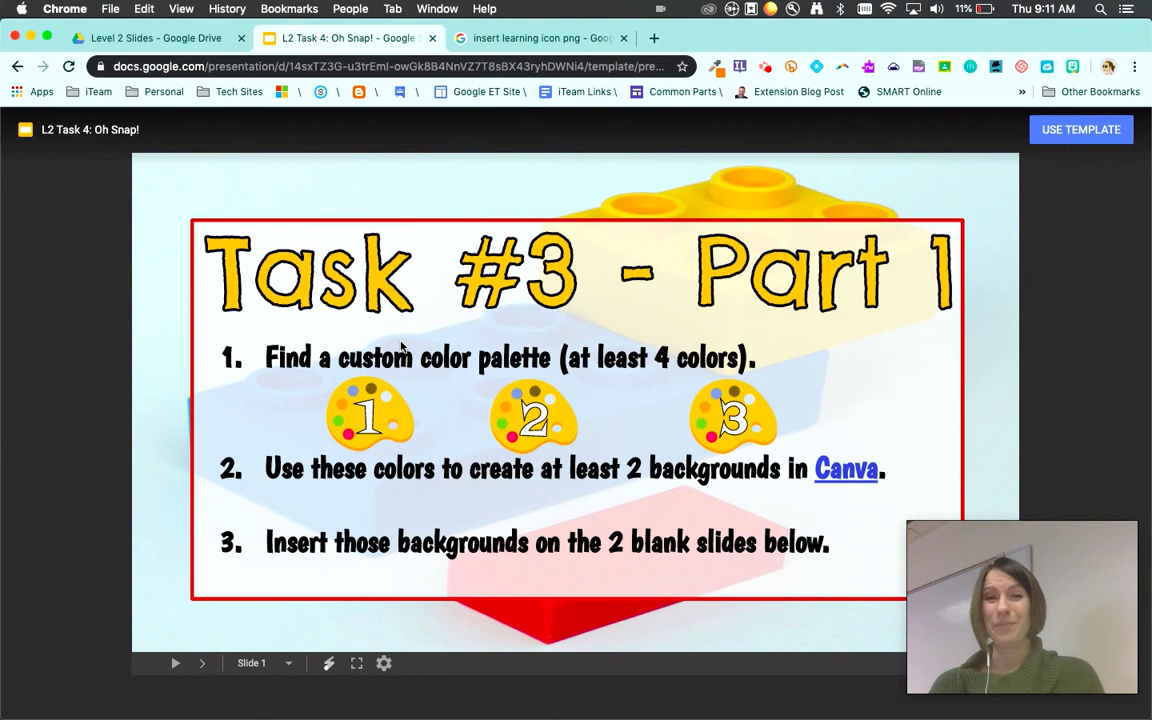 Chrome File Edit View History Bookmarks People Tab Window Help 11% Thu 9:11 AM
Level 2 Slides - Google Drive L2 Task 4: Oh Snap! - Google S insert learning icon png - Goog
docs.google.com/presentation/d/14sxTZ3G-u3trEmI-owGk8B4NnVZ7T8sBX43ryhDWNi4/template/pre...
Apps iTeam Personal Tech Sites \ \ \ \ Google ET Site \ iTeam Links \ Common Parts \ Extension Blog Post SMART Online » Other Bookmarks
L2 Task 4: Oh Snap! USE TEMPLATE
Task #3 - Part 1
1. Find a custom color palette (at least 4 colors).
1 2 3
2. Use these colors to create at least 2 backgrounds in Canva.
3. Insert those backgrounds on the 2 blank slides below.
Slide 1